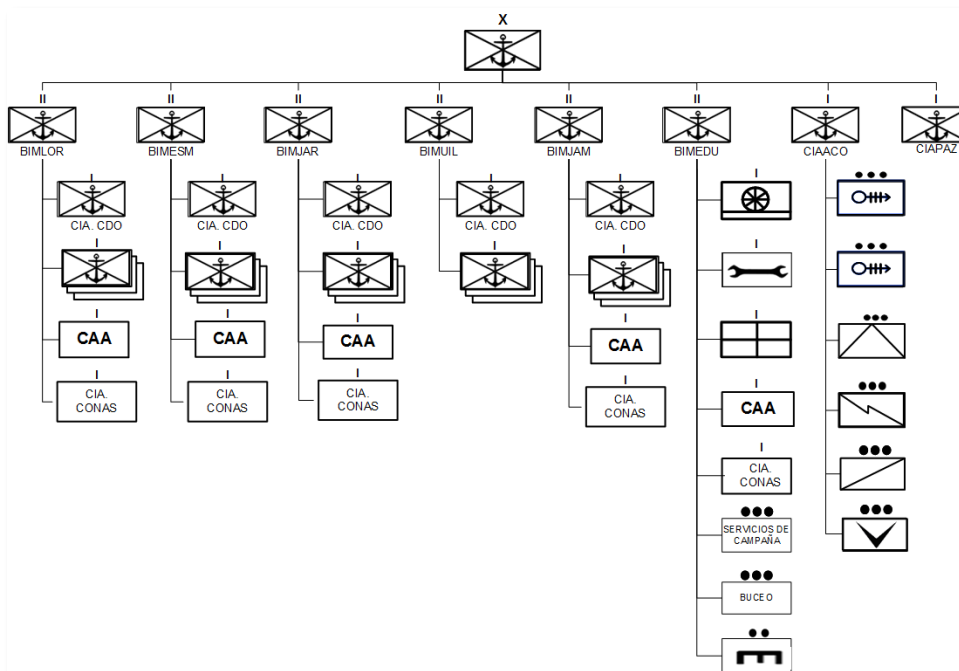 X
II II II II II II I I
BIMLOR BIMESM BIMJAR BIMUIL BIMJAM BIMEDU CIAACO CIAPAZ
I I I I I I
CIA. CDO CIA. CDO CIA. CDO CIA. CDO CIA. CDO
I I I I I I
I I I I I
CAA CAA CAA CAA
I I I I I
CIA. CIA. CIA. CIA. CAA
CONAS CONAS CONAS CONAS
I
CIA.
CONAS
SERVICIOS DE
CAMPAÑA
BUCEO